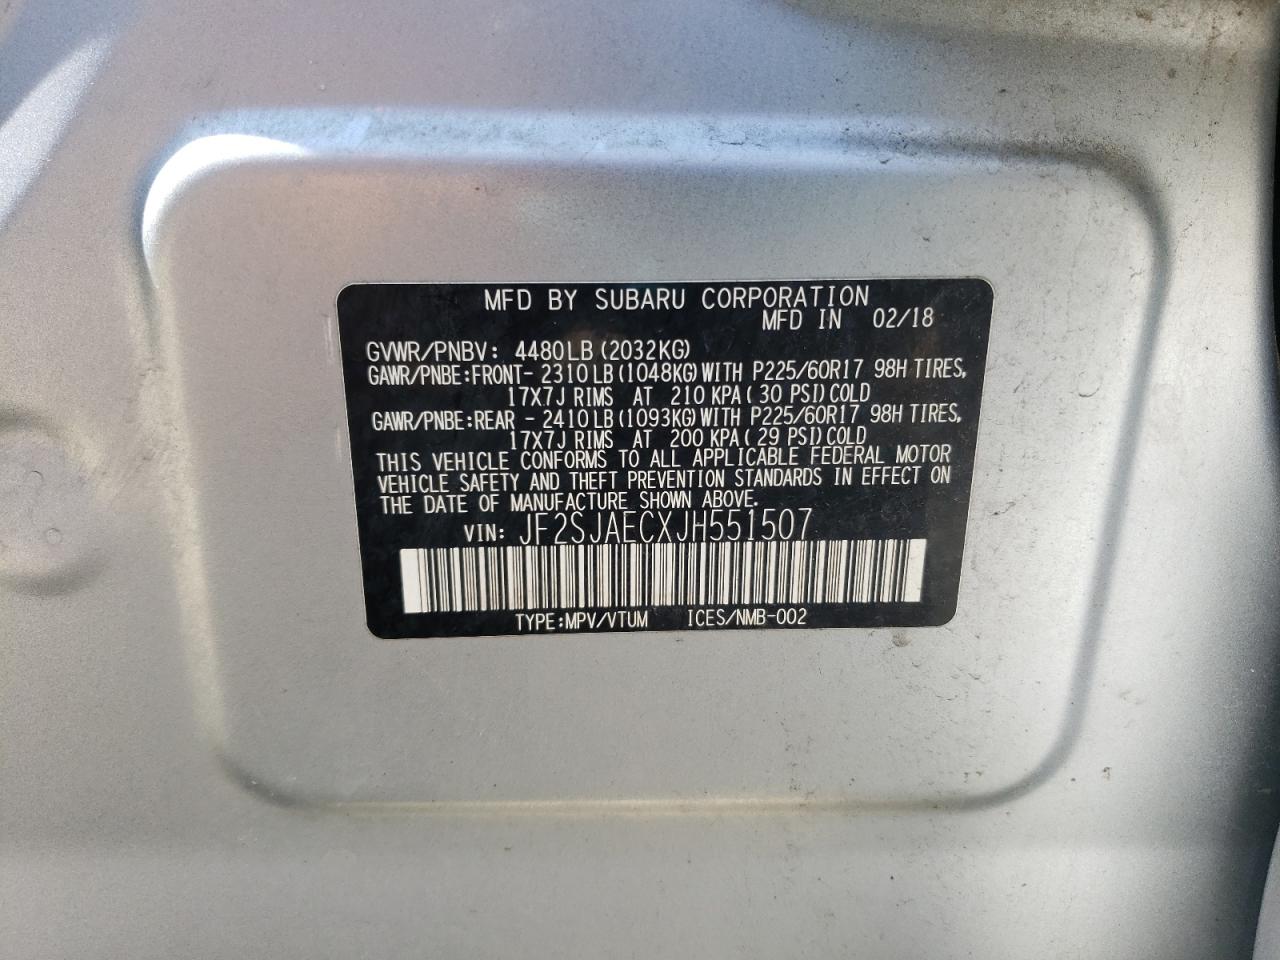 MFD BY SUBARU CORPORATION
MFD IN 02/18
GVWR/PNBV: 4480LB (2032KG)
GAWR/PNBE:FRONT- 2310LB (1048KG) WITH P225/60R17 98H TIRES,
17X7J RIMS AT 210 KPA ( 30 PSI) COLD
GAWR/PNBE:REAR - 2410LB (1093KG) WITH P225/60R17 98H TIRES,
17X7J RIMS AT 200 KPA ( 29 PSI) COLD
THIS VEHICLE CONFORMS TO ALL APPLICABLE FEDERAL MOTOR
VEHICLE SAFETY AND THEFT PREVENTION STANDARDS IN EFFECT ON
THE DATE OF MANUFACTURE SHOWN ABOVE.
VIN: JF2SJAECXJH551507
TYPE:MPV/VTUM ICES/NMB-002